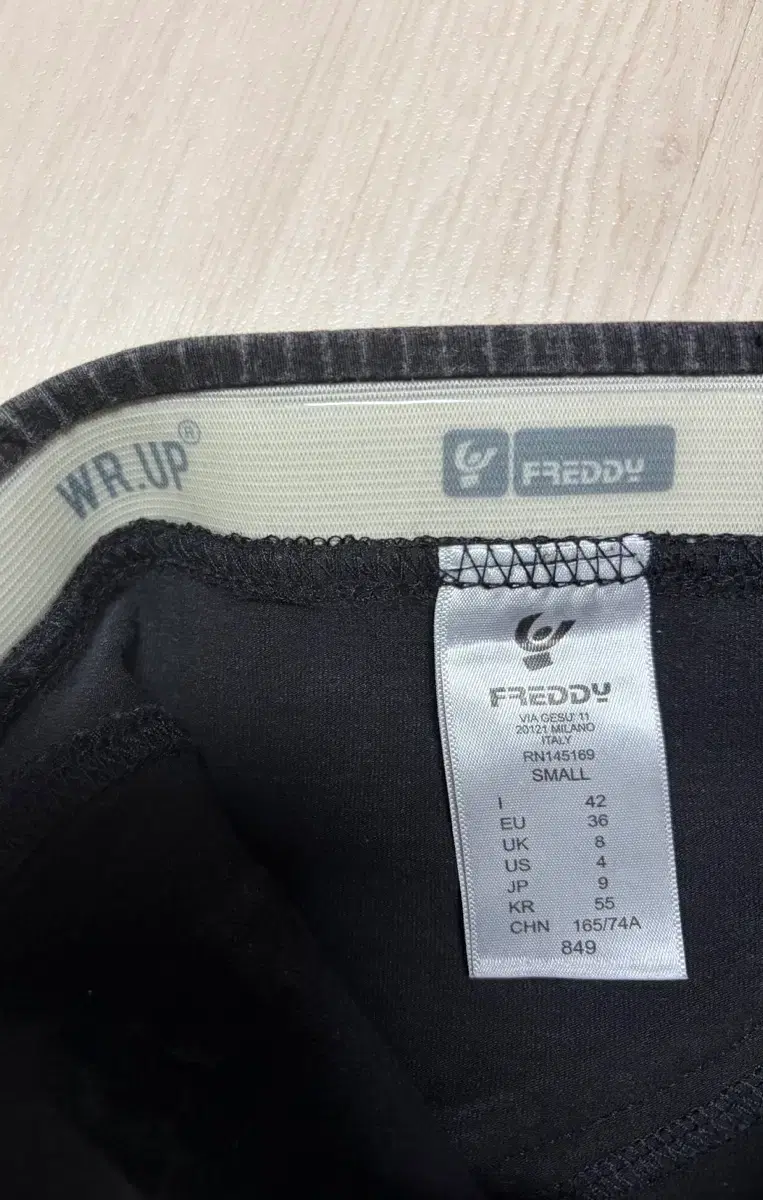 WR.UP®
FREDDY
FREDDY
VIA GESU' 11
20121 MILANO
ITALY
RN145169
SMALL
I 42
EU 36
UK 8
US 4
JP 9
KR 55
CHN 165/74A
849